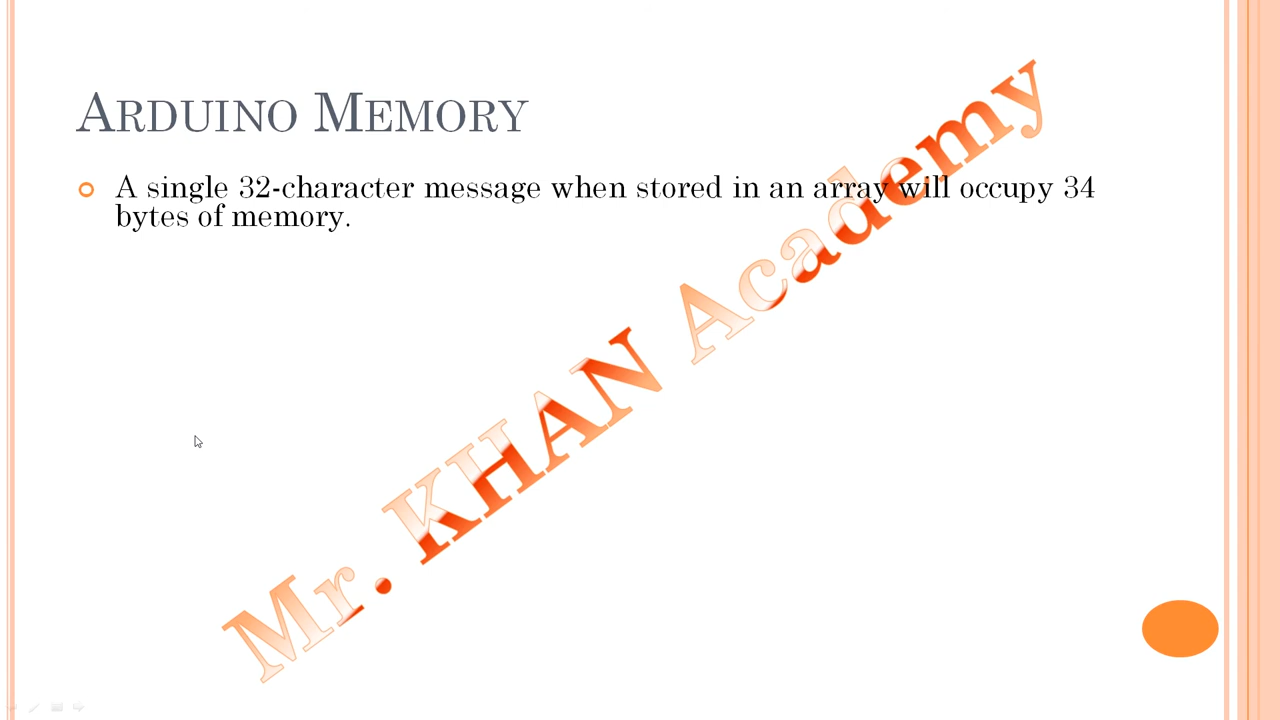 ARDUINO MEMORY
A single 32-character message when stored in an array will occupy 34
bytes of memory.
Mr. KHAN Academy